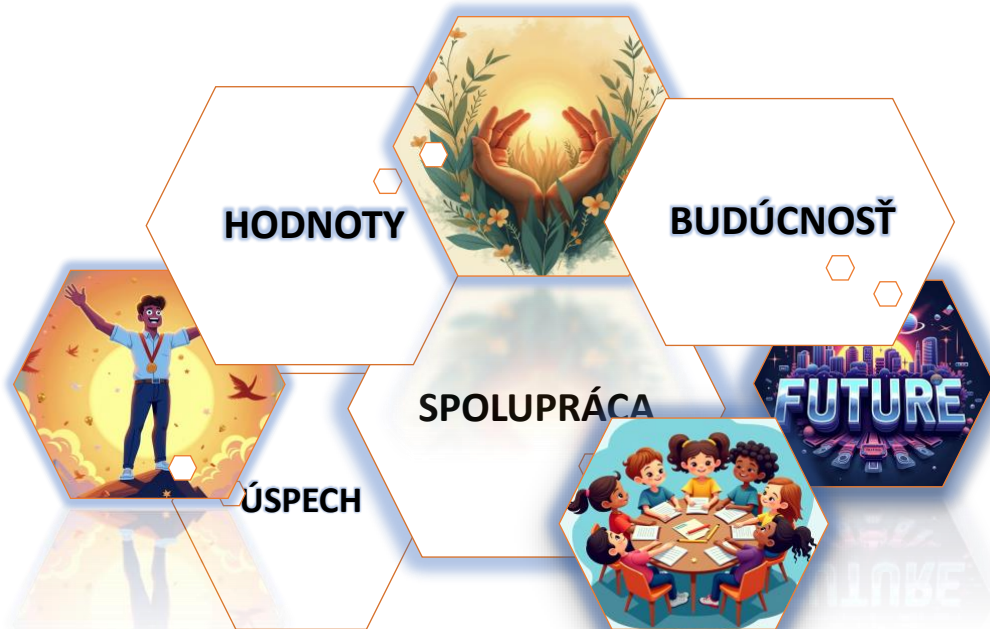 HODNOTY
BUDÚCNOSŤ
FUTURE
SPOLUPRÁCA
ÚSPECH